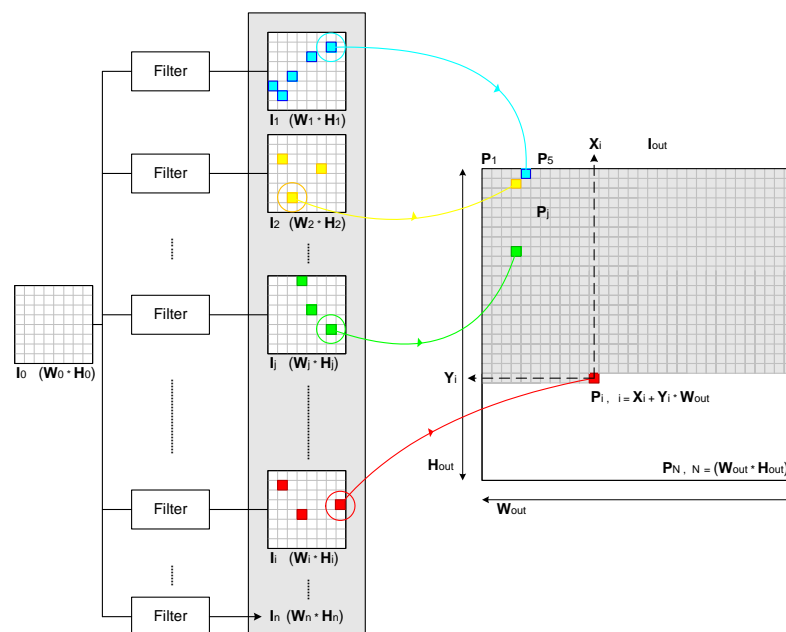 Filter
I1 (W1 * H1)
Filter
I2 (W2 * H2)
I0 (W0 * H0)
Filter
Ij (Wj * Hj)
Filter
Ii (Wi * Hi)
Filter
In (Wn * Hn)
P1 P5 Xi Iout
Pj
Yi
Pi , i = Xi + Yi * Wout
Hout
PN , N = (Wout * Hout)
Wout